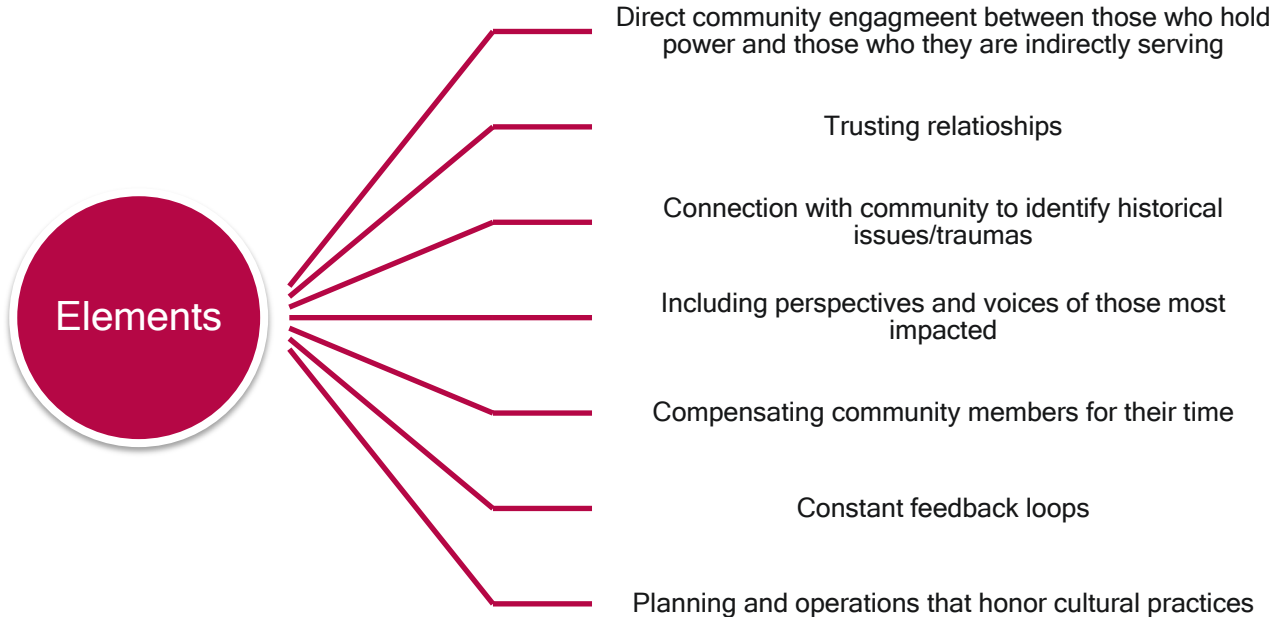 Direct community engagmeent between those who hold
power and those who they are indirectly serving
Trusting relatioships
Connection with community to identify historical
issues/traumas
Elements
Including perspectives and voices of those most
impacted
Compensating community members for their time
Constant feedback loops
Planning and operations that honor cultural practices